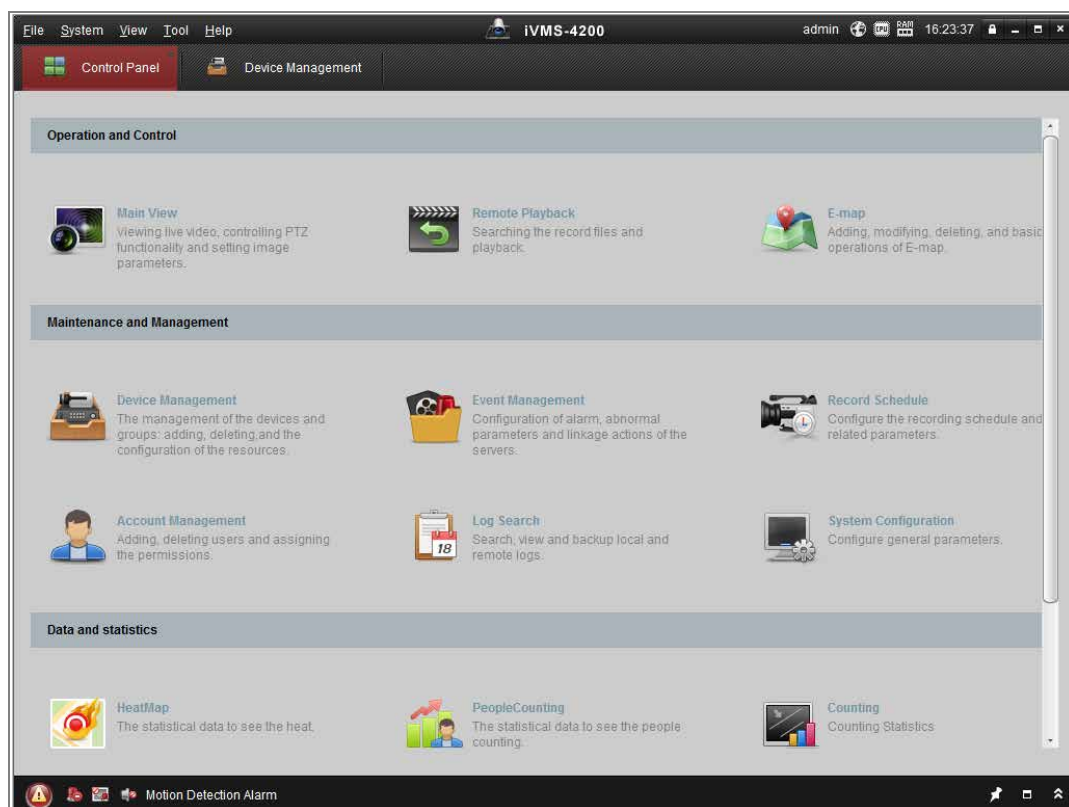 File System View Tool Help
iVMS-4200
admin CPU RAM 16:23:37
Control Panel
Device Management
Operation and Control
Main View
Viewing live video, controlling PTZ
functionality and setting image
parameters.
Remote Playback
Searching the record files and
playback.
E-map
Adding, modifying, deleting, and basic
operations of E-map.
Maintenance and Management
Device Management
The management of the devices and
groups: adding, deleting,and the
configuration of the resources.
Event Management
Configuration of alarm, abnormal
parameters and linkage actions of the
servers.
Record Schedule
Configure the recording schedule and
related parameters.
Account Management
Adding, deleting users and assigning
the permissions.
18
Log Search
Search, view and backup local and
remote logs.
System Configuration
Configure general parameters.
Data and statistics
HeatMap
The statistical data to see the heat.
PeopleCounting
The statistical data to see the people
counting.
Counting
Counting Statistics
Motion Detection Alarm